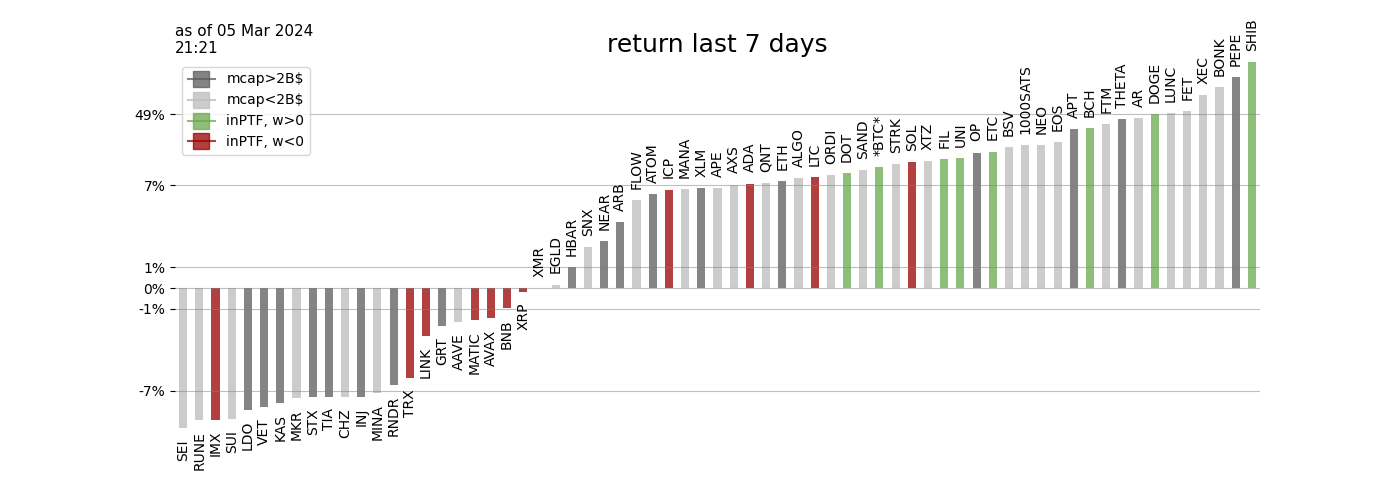 as of 05 Mar 2024
21:21
return last 7 days
mcap>2B$
mcap<2B$
inPTF, w>0
inPTF, w<0
49%
7%
1%
0%
-1%
-7%
SEI
RUNE
IMX
SUI
LDO
VET
KAS
MKR
STX
TIA
CHZ
INJ
MINA
RNDR
TRX
LINK
GRT
AAVE
MATIC
AVAX
BNB
XRP
XMR
EGLD
HBAR
SNX
NEAR
ARB
FLOW
ATOM
ICP
MANA
XLM
APE
AXS
ADA
QNT
ETH
ALGO
LTC
ORDI
DOT
SAND
*BTC*
STRK
SOL
XTZ
FIL
UNI
OP
ETC
BSV
1000SATS
NEO
EOS
APT
BCH
FTM
THETA
AR
DOGE
LUNC
FET
XEC
BONK
PEPE
SHIB